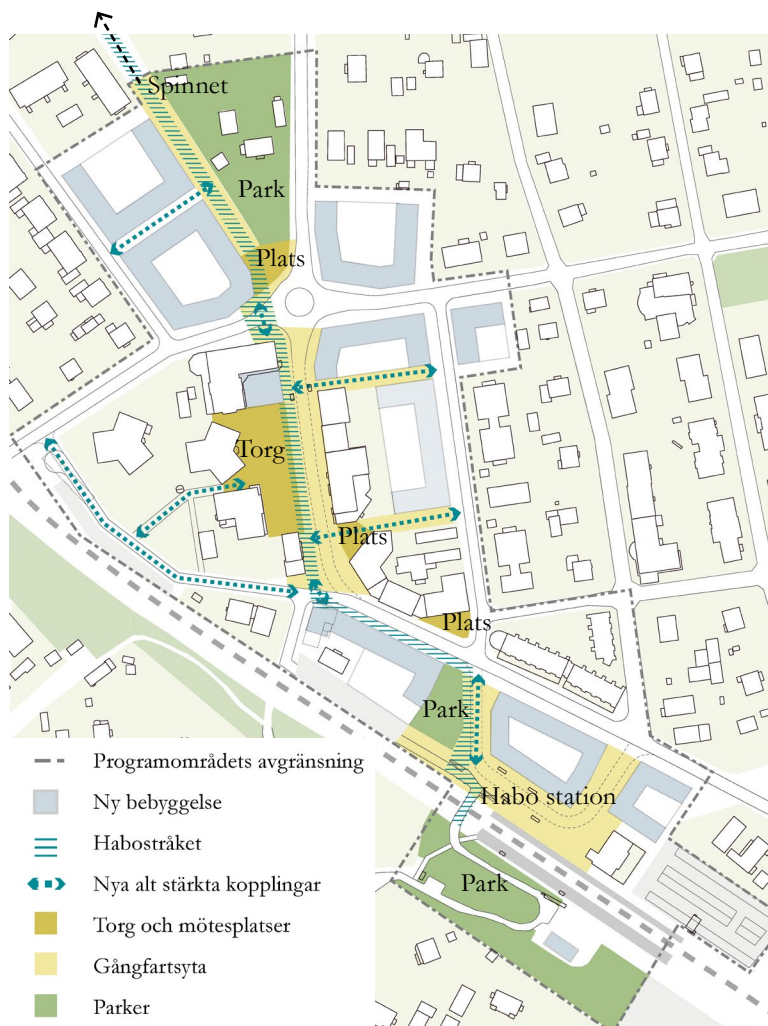 Spinnet
Park
Plats
Torg
Plats
Plats
Park
Habo station
Park
Programområdets avgränsning
Ny bebyggelse
Habostråket
Nya alt stärkta kopplingar
Torg och mötesplatser
Gångfartsyta
Parker